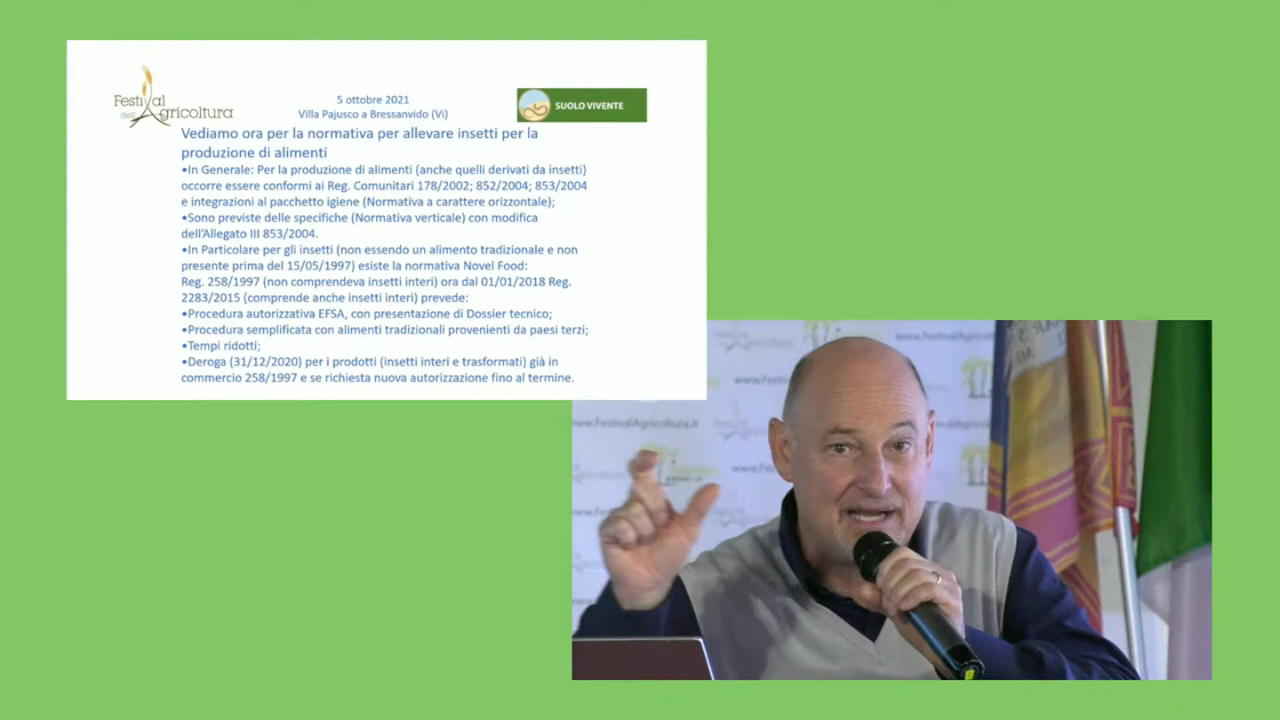 Festival
dell'Agricoltura
5 ottobre 2021
Villa Pajusco a Bressanvido (Vi)
SUOLO VIVENTE
Vediamo ora per la normativa per allevare insetti per la
produzione di alimenti
•In Generale: Per la produzione di alimenti (anche quelli derivati da insetti)
occorre essere conformi ai Reg. Comunitari 178/2002; 852/2004; 853/2004
e integrazioni al pacchetto igiene (Normativa a carattere orizzontale);
•Sono previste delle specifiche (Normativa verticale) con modifica
dell'Allegato III 853/2004.
•In Particolare per gli insetti (non essendo un alimento tradizionale e non
presente prima del 15/05/1997) esiste la normativa Novel Food:
Reg. 258/1997 (non comprendeva insetti interi) ora dal 01/01/2018 Reg.
2283/2015 (comprende anche insetti interi) prevede:
•Procedura autorizzativa EFSA, con presentazione di Dossier tecnico;
•Procedura semplificata con alimenti tradizionali provenienti da paesi terzi;
•Tempi ridotti;
•Deroga (31/12/2020) per i prodotti (insetti interi e trasformati) già in
commercio 258/1997 e se richiesta nuova autorizzazione fino al termine.
www.FestivalAgricoltura.it